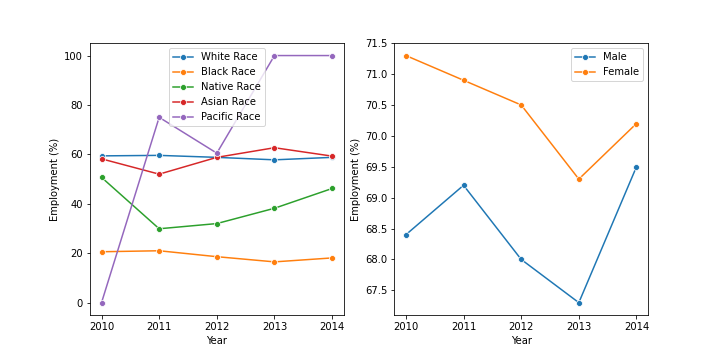 Employment (%)
100
80
60
40
20
0
2010 2011 2012 2013 2014
Year
White Race
Black Race
Native Race
Asian Race
Pacific Race
Employment (%)
71.5
71.0
70.5
70.0
69.5
69.0
68.5
68.0
67.5
2010 2011 2012 2013 2014
Year
Male
Female